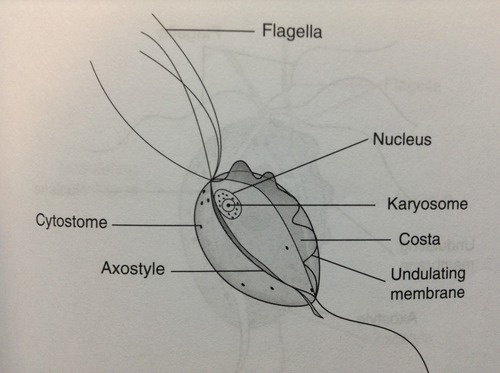 Flagella
Nucleus
Karyosome
Cytostome
Costa
Axostyle
Undulating
membrane